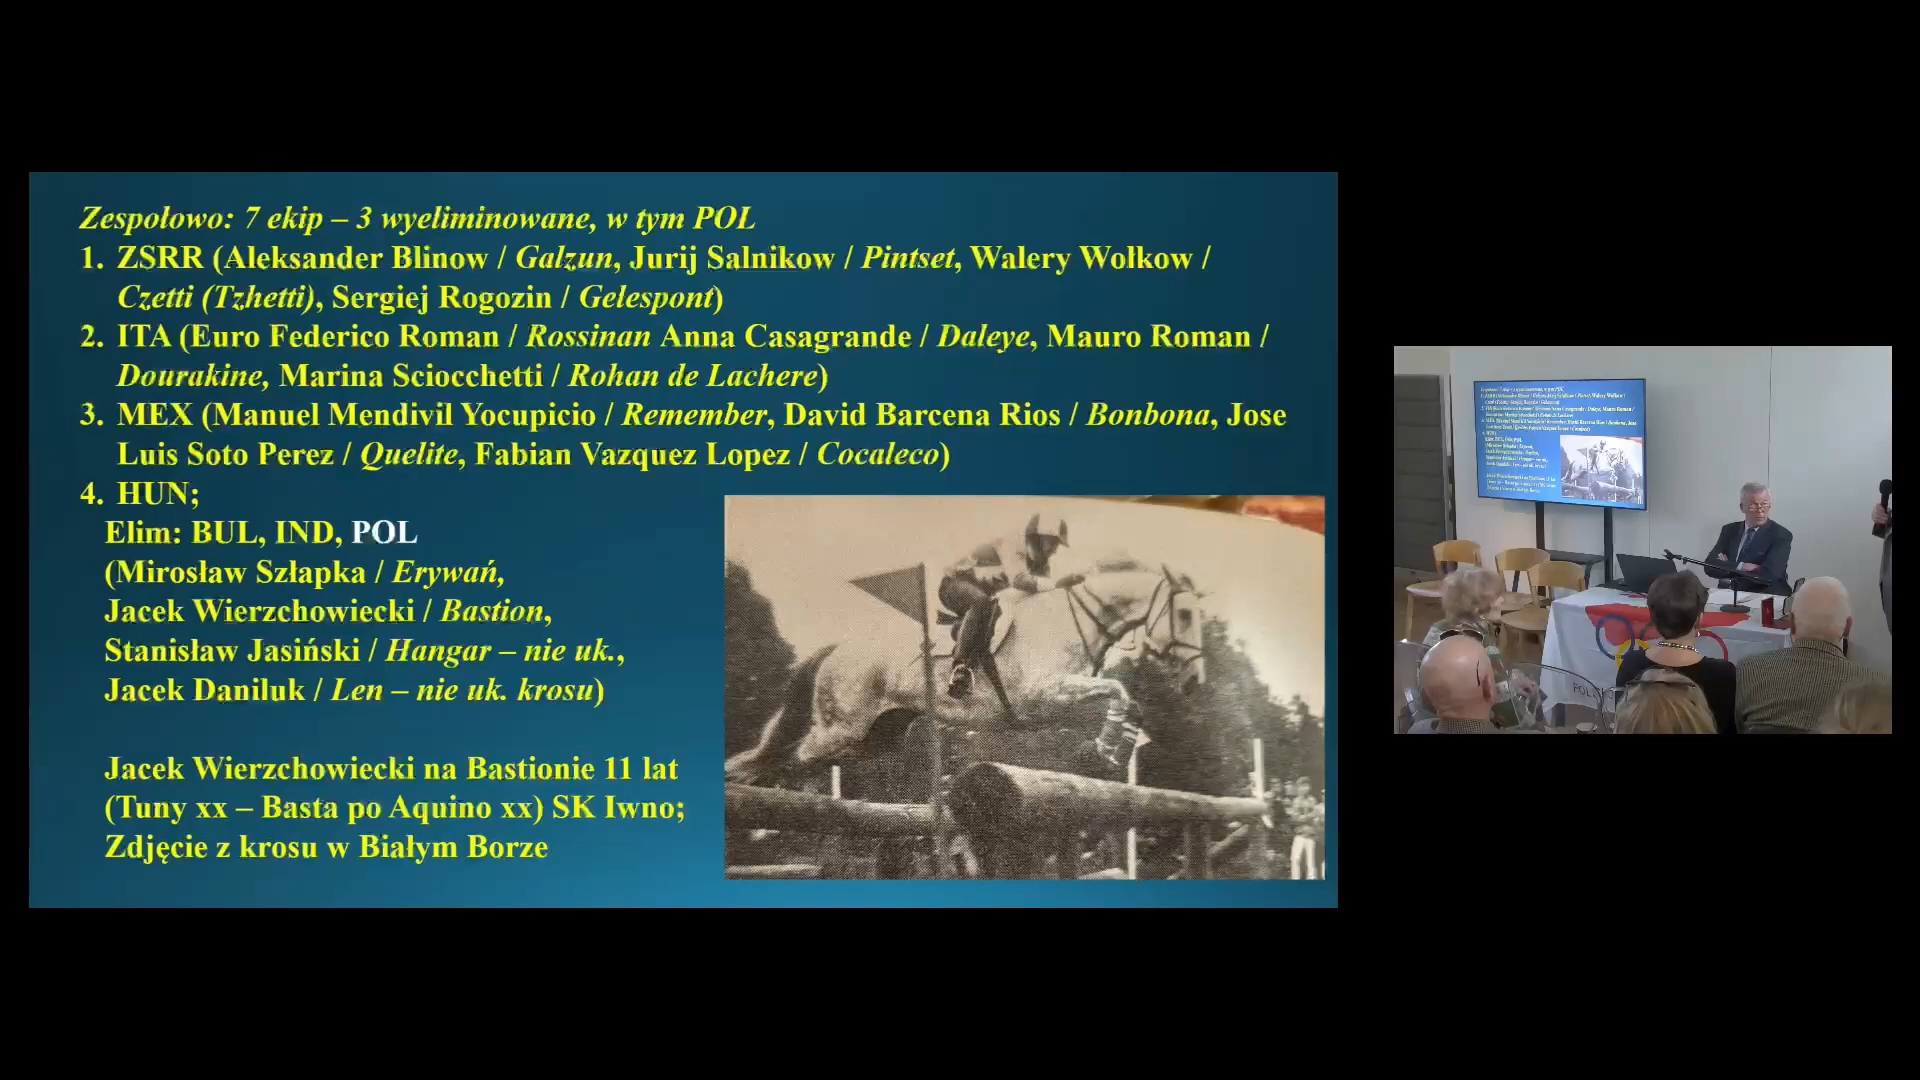 Zespołowo: 7 ekip – 3 wyeliminowane, w tym POL
1. ZSRR (Aleksander Blinow / Galzun, Jurij Salnikow / Pintset, Walery Wołkow /
Czetti (Tzhetti), Sergiej Rogozin / Gelespont)
2. ITA (Euro Federico Roman / Rossinan Anna Casagrande / Daleye, Mauro Roman /
Dourakine, Marina Sciocchetti / Rohan de Lachere)
3. MEX (Manuel Mendivil Yocupicio / Remember, David Barcena Rios / Bonbona, Jose
Luis Soto Perez / Quelite, Fabian Vazquez Lopez / Cocaleco)
4. HUN;
Elim: BUL, IND, POL
(Mirosław Szłapka / Erywań,
Jacek Wierzchowiecki / Bastion,
Stanisław Jasiński / Hangar – nie uk.,
Jacek Daniluk / Len – nie uk. krosu)
Jacek Wierzchowiecki na Bastionie 11 lat
(Tuny xx – Basta po Aquino xx) SK Iwno;
Zdjęcie z krosu w Białym Borze